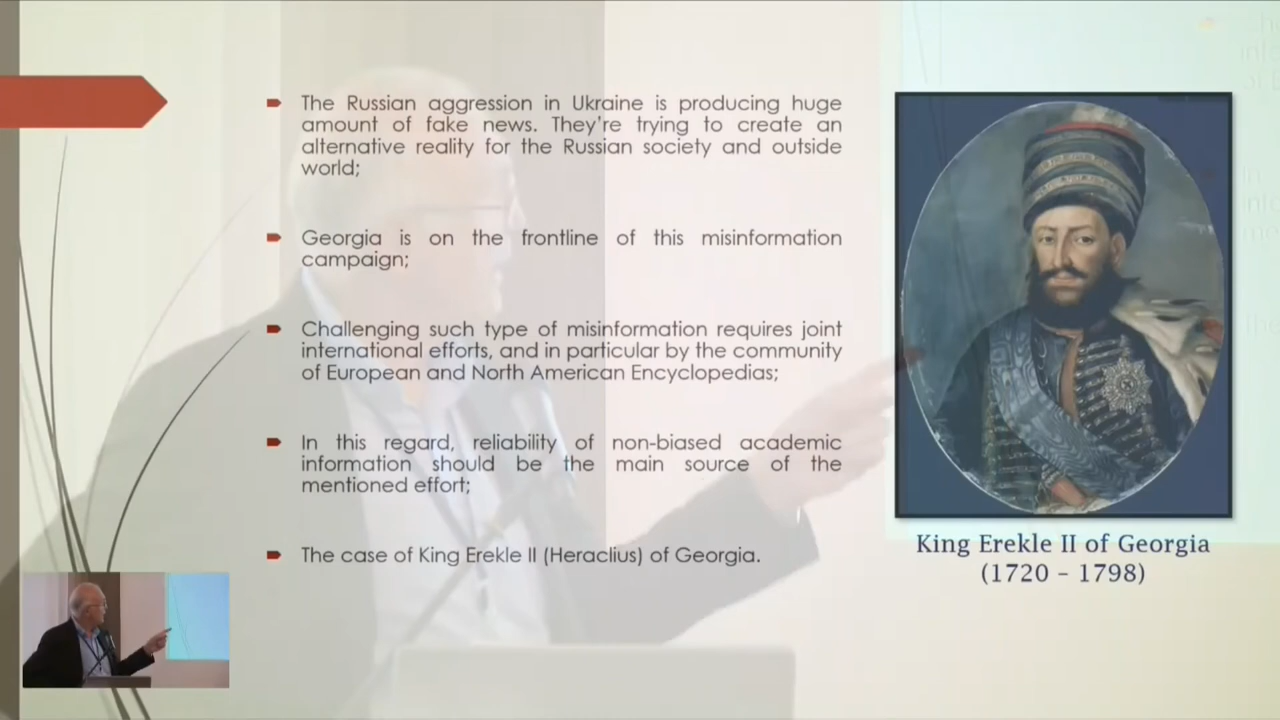 The Russian aggression in Ukraine is producing huge
amount of fake news. They're trying to create an
alternative reality for the Russian society and outside
world;
Georgia is on the frontline of this misinformation
campaign;
Challenging such type of misinformation requires joint
international efforts, and in particular by the community
of European and North American Encyclopedias;
In this regard, reliability of non-biased academic
information should be the main source of the
mentioned effort;
The case of King Erekle II (Heraclius) of Georgia.
King Erekle II of Georgia
(1720 – 1798)